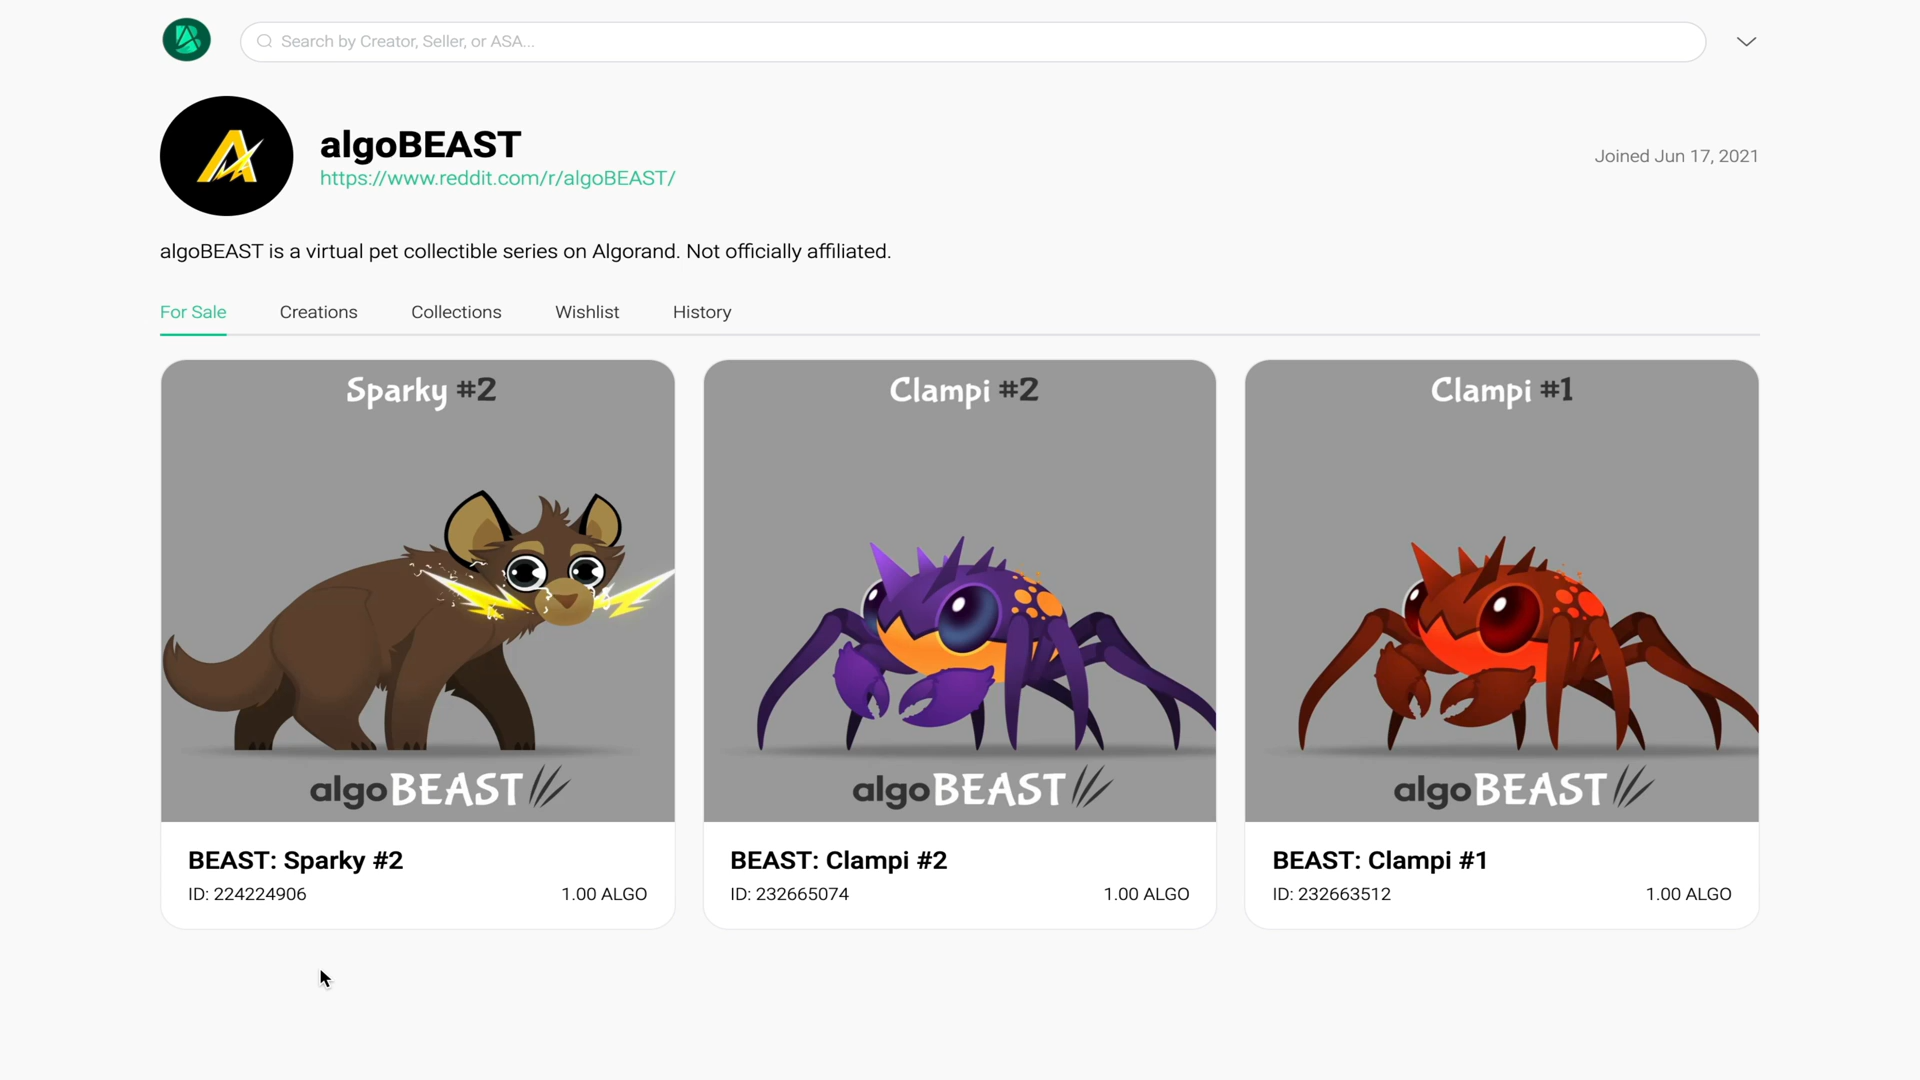 Search by Creator, Seller, or ASA...
algoBEAST
https://www.reddit.com/r/algoBEAST/
Joined Jun 17, 2021
algoBEAST is a virtual pet collectible series on Algorand. Not officially affiliated.
For Sale
Creations
Collections
Wishlist
History
Sparky #2
algoBEAST
BEAST: Sparky #2
ID: 224224906
1.00 ALGO
Clampi #2
algoBEAST
BEAST: Clampi #2
ID: 232665074
1.00 ALGO
Clampi #1
algoBEAST
BEAST: Clampi #1
ID: 232663512
1.00 ALGO